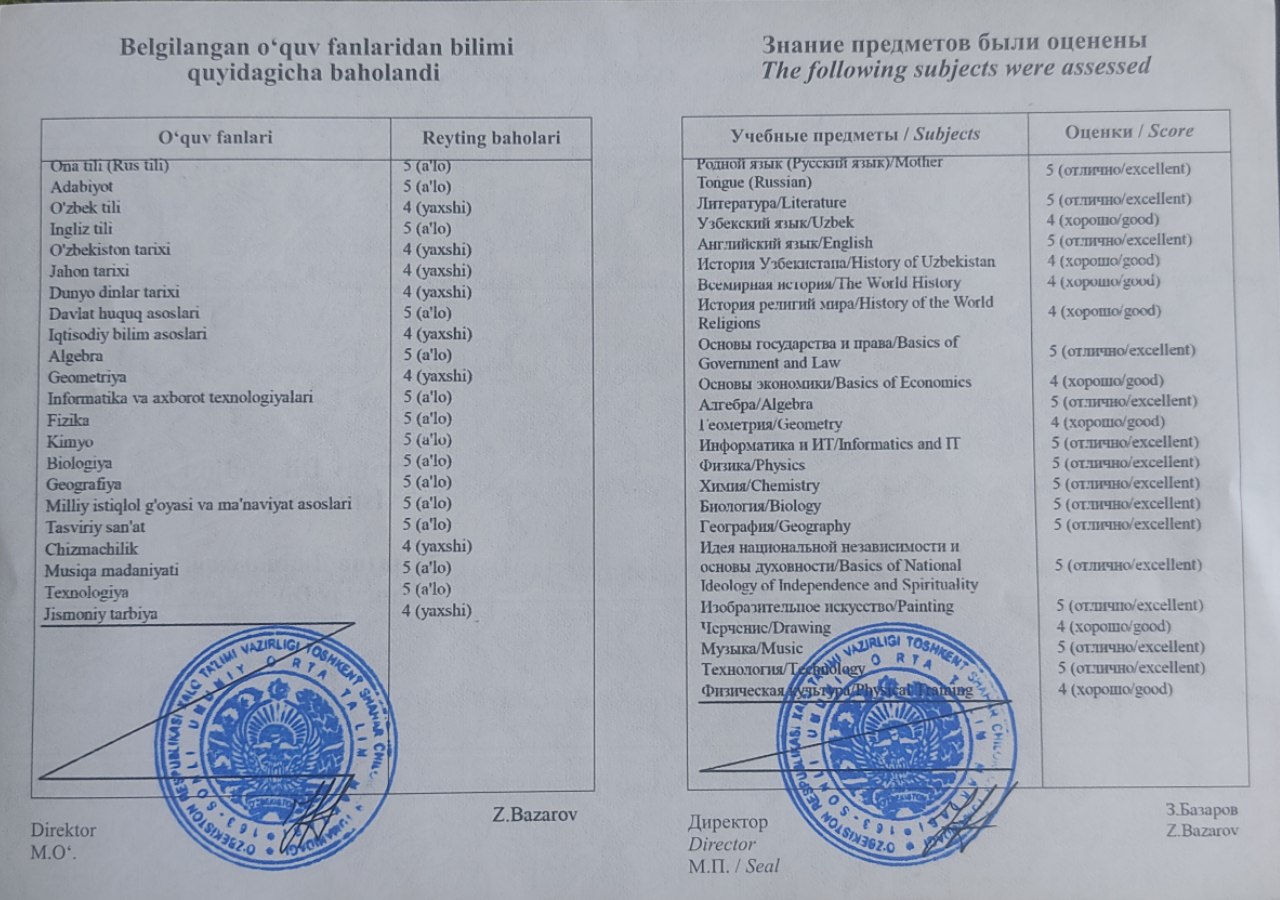 Belgilangan o‘quv fanlaridan bilimi
quyidagicha baholandi
O‘quv fanlari Reyting baholari
Ona tili (Rus tili) 5 (a'lo)
Adabiyot 5 (a'lo)
O'zbek tili 4 (yaxshi)
Ingliz tili 5 (a'lo)
O'zbekiston tarixi 4 (yaxshi)
Jahon tarixi 4 (yaxshi)
Dunyo dinlar tarixi 4 (yaxshi)
Davlat huquq asoslari 5 (a'lo)
Iqtisodiy bilim asoslari 4 (yaxshi)
Algebra 5 (a'lo)
Geometriya 4 (yaxshi)
Informatika va axborot texnologiyalari 5 (a'lo)
Fizika 5 (a'lo)
Kimyo 5 (a'lo)
Biologiya 5 (a'lo)
Geografiya 5 (a'lo)
Milliy istiqlol g'oyasi va ma'naviyat asoslari 5 (a'lo)
Tasviriy san'at 5 (a'lo)
Chizmachilik 4 (yaxshi)
Musiqa madaniyati 5 (a'lo)
Texnologiya 5 (a'lo)
Jismoniy tarbiya 4 (yaxshi)
O‘ZBEKISTON RESPUBLIKASI XALQ TA'LIMI VAZIRLIGI TOSHKENT SHAHAR
163-SONLI UMUMIY O‘RTA TA'LIM
Direktor Z.Bazarov
M.O‘.
Знание предметов были оценены
The following subjects were assessed
Учебные предметы / Subjects Оценки / Score
Родной язык (Русский язык)/Mother
Tongue (Russian) 5 (отлично/excellent)
Литература/Literature 5 (отлично/excellent)
Узбекский язык/Uzbek 4 (хорошо/good)
Английский язык/English 5 (отлично/excellent)
История Узбекистана/History of Uzbekistan 4 (хорошо/good)
Всемирная история/The World History 4 (хорошо/good)
История религий мира/History of the World
Religions 4 (хорошо/good)
Основы государства и права/Basics of
Government and Law 5 (отлично/excellent)
Основы экономики/Basics of Economics 4 (хорошо/good)
Алгебра/Algebra 5 (отлично/excellent)
Геометрия/Geometry 4 (хорошо/good)
Информатика и ИТ/Informatics and IT 5 (отлично/excellent)
Физика/Physics 5 (отлично/excellent)
Химия/Chemistry 5 (отлично/excellent)
Биология/Biology 5 (отлично/excellent)
География/Geography 5 (отлично/excellent)
Идея национальной независимости и
основы духовности/Basics of National 5 (отлично/excellent)
Ideology of Independence and Spirituality
Изобразительное искусство/Painting 5 (отлично/excellent)
Черчение/Drawing 4 (хорошо/good)
Музыка/Music 5 (отлично/excellent)
Технология/Technology 5 (отлично/excellent)
Физическая культура/Physical Training 4 (хорошо/good)
O‘ZBEKISTON RESPUBLIKASI XALQ TA'LIMI VAZIRLIGI TOSHKENT SHAHAR
163-SONLI UMUMIY O‘RTA
Директор З.Базаров
Director Z.Bazarov
М.П. / Seal